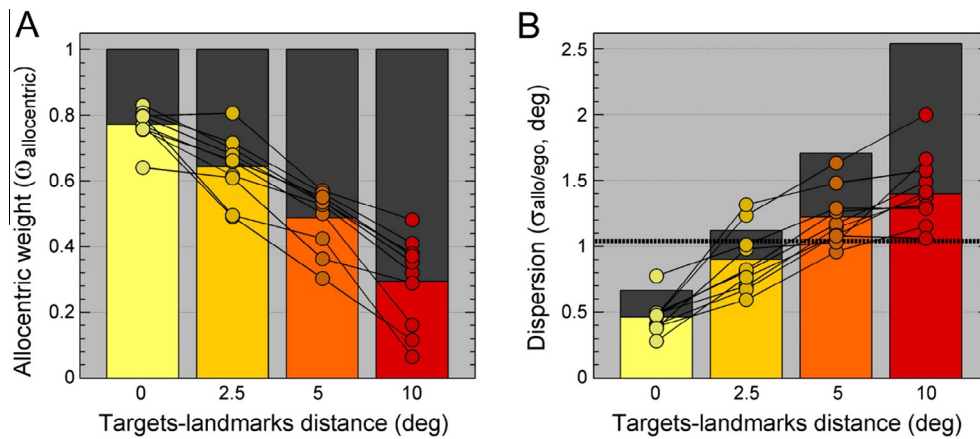 A
Allocentric weight (ωallocentric)
1
0.8
0.6
0.4
0.2
0
0 2.5 5 10
Targets-landmarks distance (deg)
B
Dispersion (σallo/ego, deg)
2.5
2
1.5
1
0.5
0
0 2.5 5 10
Targets-landmarks distance (deg)